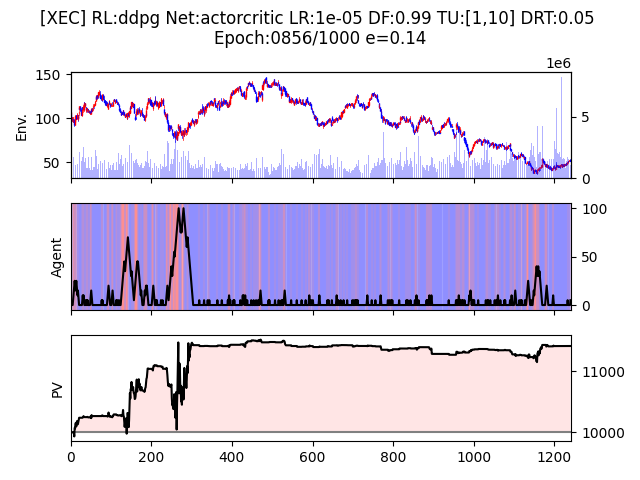 [XEC] RL:ddpg Net:actorcritic LR:1e-05 DF:0.99 TU:[1,10] DRT:0.05
Epoch:0856/1000 e=0.14
1e6
150
100
50
Env.
5
0
Agent
100
50
0
PV
11000
10000
0 200 400 600 800 1000 1200